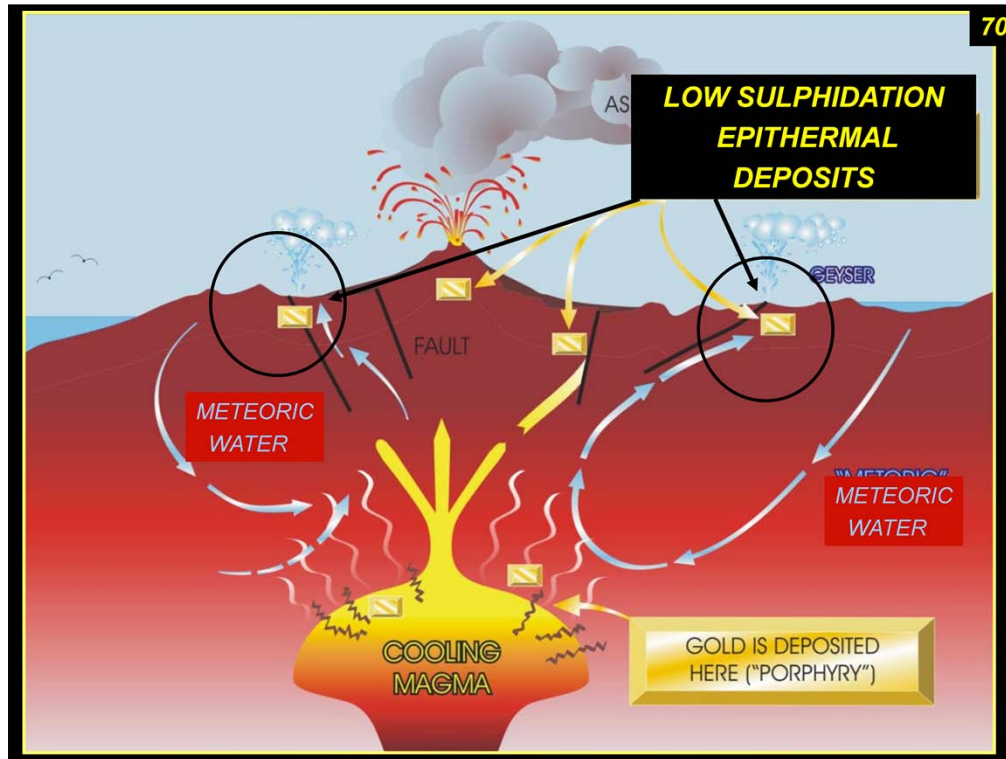 70
AS
LOW SULPHIDATION
EPITHERMAL
DEPOSITS
GEYSER
FAULT
METEORIC
WATER
"METORIC"
METEORIC
WATER
COOLING
MAGMA
GOLD IS DEPOSITED
HERE ("PORPHYRY")